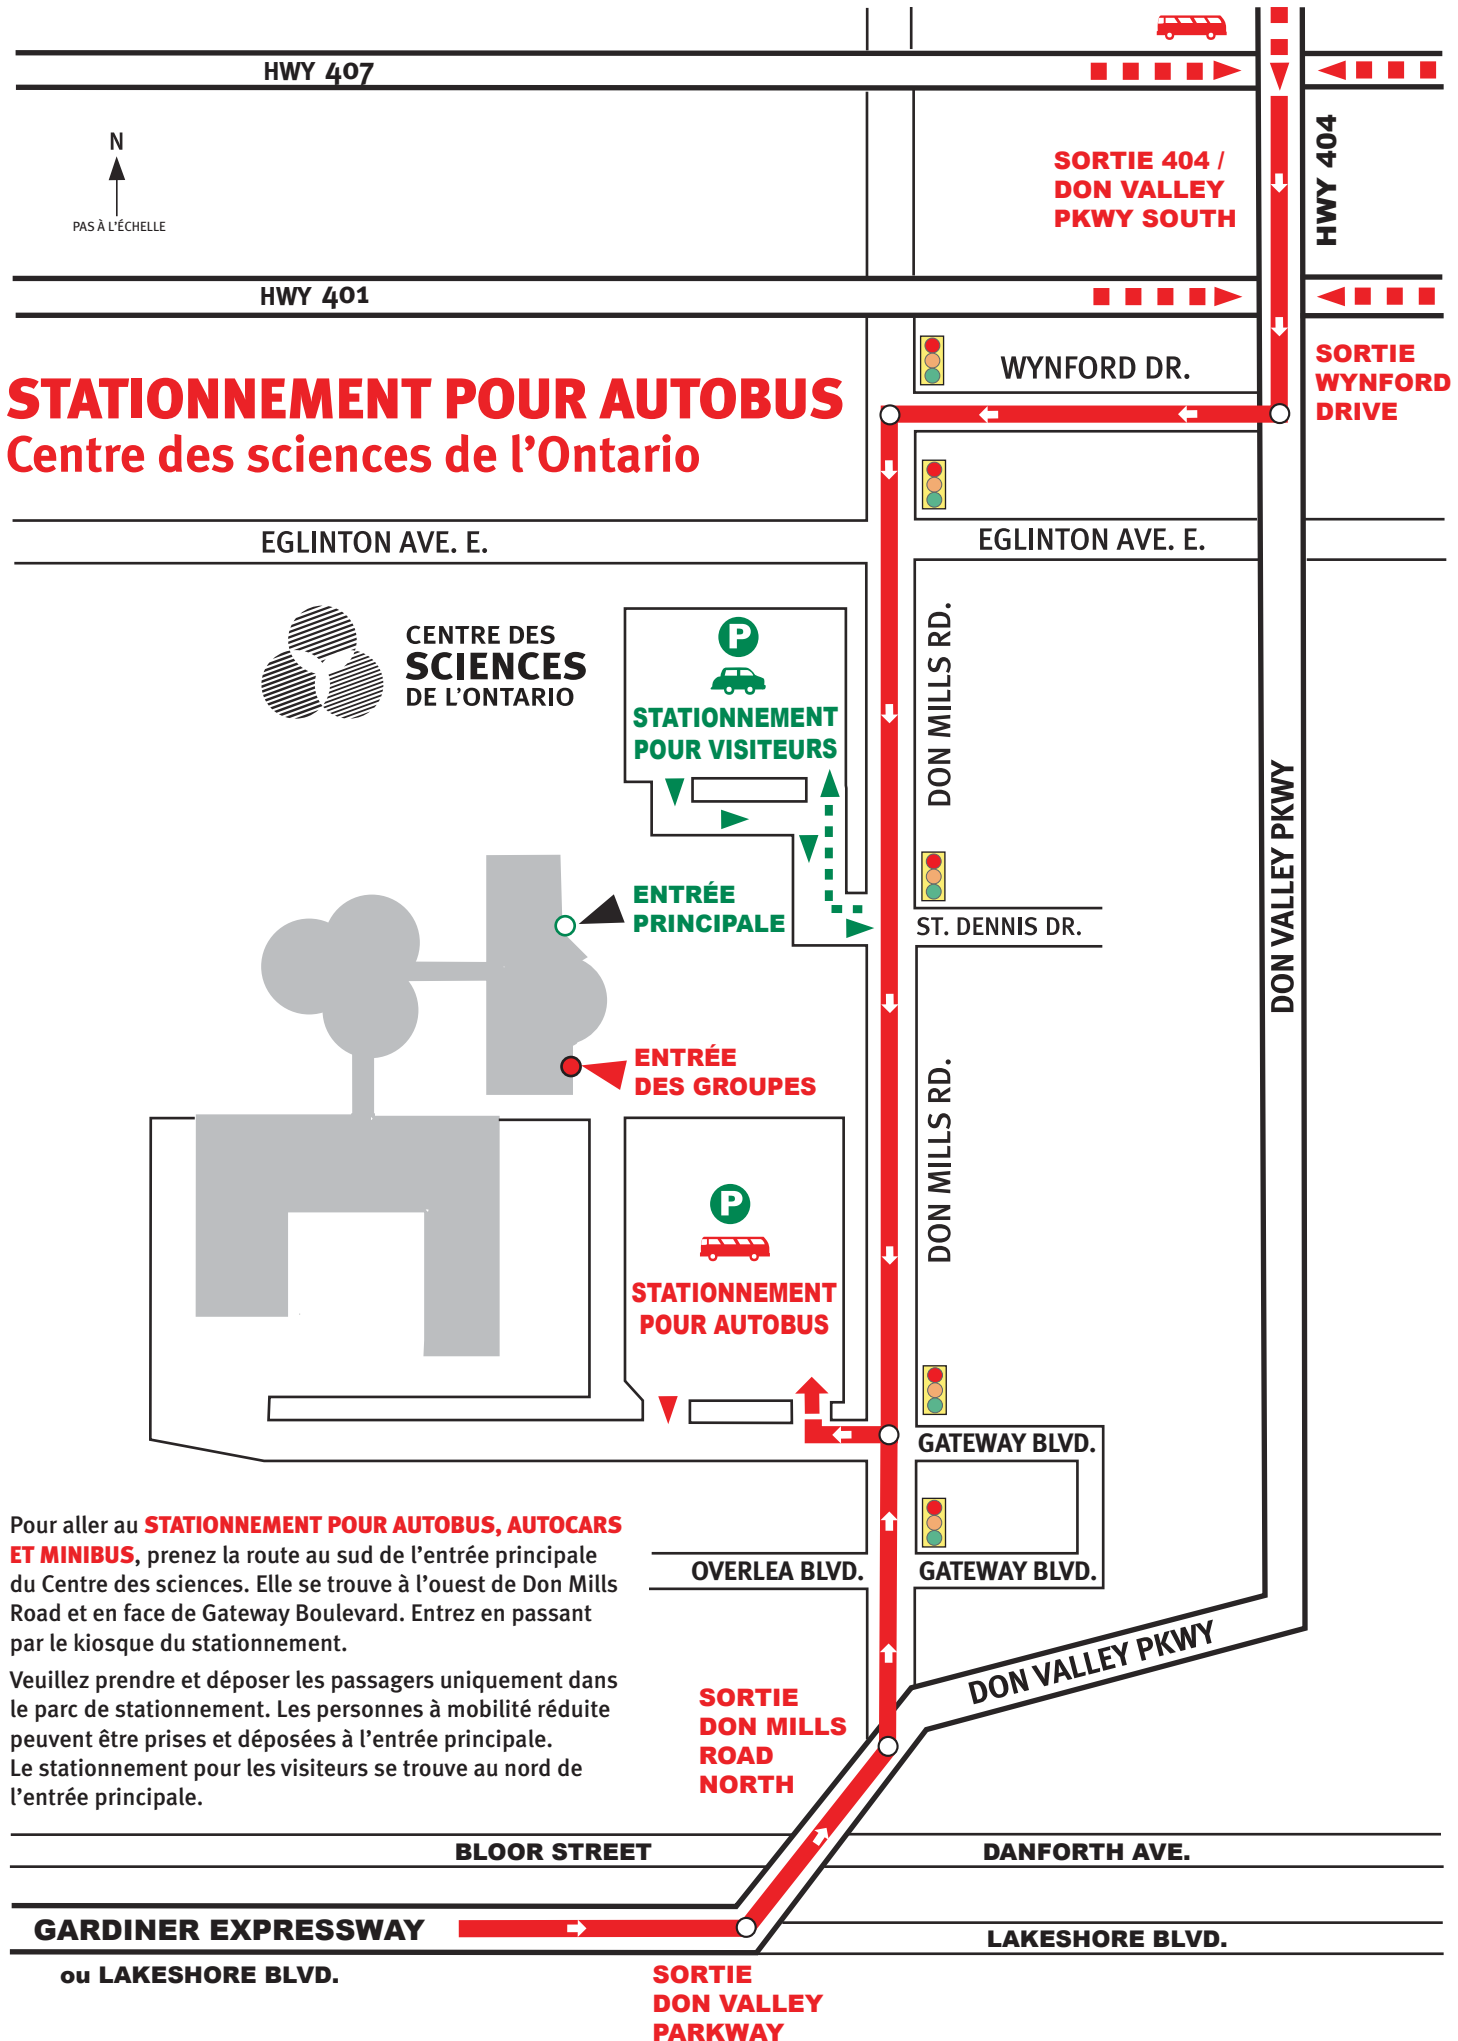 HWY 407
N
PAS À L'ÉCHELLE
SORTIE 404 /
DON VALLEY
PKWY SOUTH
HWY 404
HWY 401
WYNFORD DR.
SORTIE
WYNFORD
DRIVE
STATIONNEMENT POUR AUTOBUS
Centre des sciences de l'Ontario
EGLINTON AVE. E.
EGLINTON AVE. E.
CENTRE DES
SCIENCES
DE L'ONTARIO
P
STATIONNEMENT
POUR VISITEURS
DON MILLS RD.
DON VALLEY PKWY
ENTRÉE
PRINCIPALE
ST. DENNIS DR.
ENTRÉE
DES GROUPES
DON MILLS RD.
P
STATIONNEMENT
POUR AUTOBUS
GATEWAY BLVD.
Pour aller au STATIONNEMENT POUR AUTOBUS, AUTOCARS
ET MINIBUS, prenez la route au sud de l'entrée principale
du Centre des sciences. Elle se trouve à l'ouest de Don Mills
Road et en face de Gateway Boulevard. Entrez en passant
par le kiosque du stationnement.
Veuillez prendre et déposer les passagers uniquement dans
le parc de stationnement. Les personnes à mobilité réduite
peuvent être prises et déposées à l'entrée principale.
Le stationnement pour les visiteurs se trouve au nord de
l'entrée principale.
OVERLEA BLVD.
GATEWAY BLVD.
DON VALLEY PKWY
SORTIE
DON MILLS
ROAD
NORTH
BLOOR STREET
DANFORTH AVE.
GARDINER EXPRESSWAY
LAKESHORE BLVD.
ou LAKESHORE BLVD.
SORTIE
DON VALLEY
PARKWAY